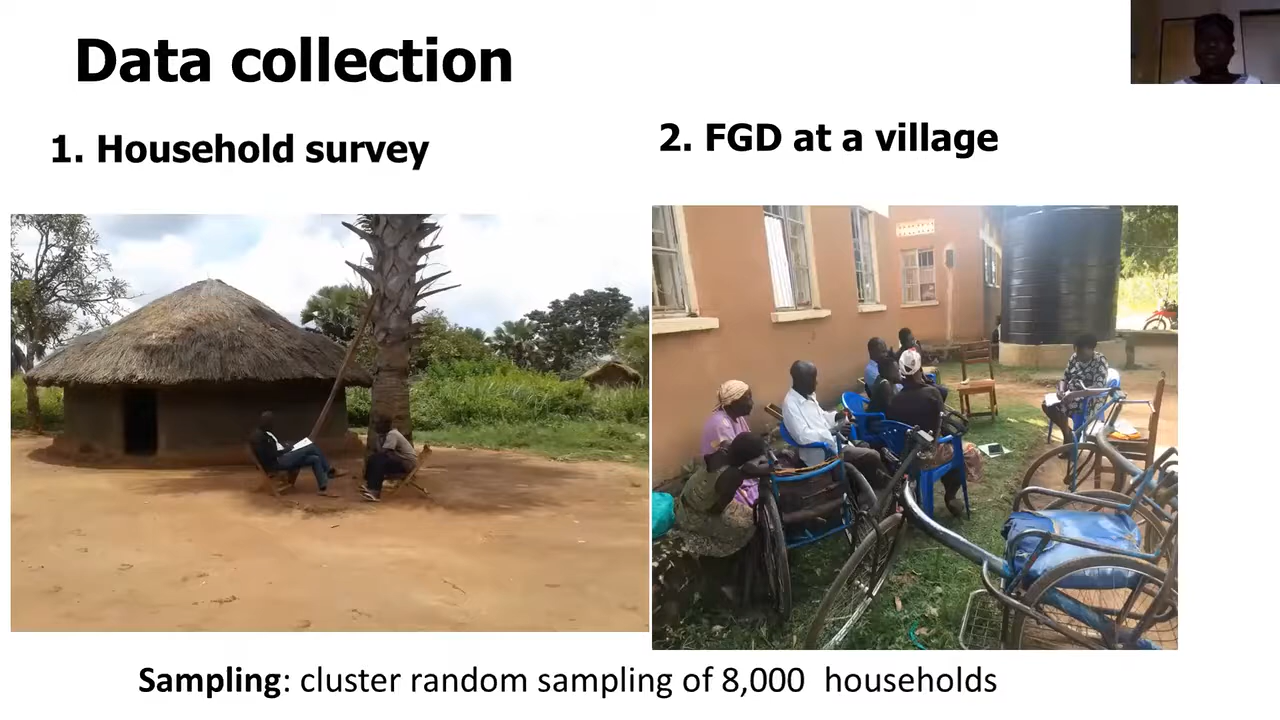 Data collection
1. Household survey
2. FGD at a village
Sampling: cluster random sampling of 8,000 households